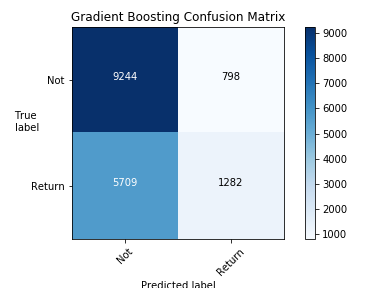 Gradient Boosting Confusion Matrix
Not
9244
798
True
label
Return
5709
1282
Not
Return
Predicted label
9000
8000
7000
6000
5000
4000
3000
2000
1000